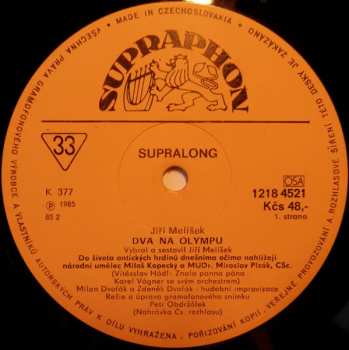 MADE IN CZECHOSLOVAKIA
VŠECHNA PRÁVA GRAMOFONOVÉHO VÝROBCE A VLASTNÍKŮ AUTORSKÝCH PRÁV K DÍLU VYHRAZENA. POŘIZOVÁNÍ KOPIÍ, VEŘEJNÉ PROVOZOVÁNÍ A ROZHLASOVÉ ŠÍŘENÍ TÉTO DESKY JE ZAKÁZÁNO
SUPRAPHON
33
SUPRALONG
OSA
K 377
1218 4521
Ⓟ 1985
Kčs 48,-
85 2
1. strana
Jiří Melíšek
DVA NA OLYMPU
Vybral a sestavil Jiří Melíšek
Do života antických hrdinů dnešníma očima nahlížejí
národní umělec Miloš Kopecký a MUDr. Miroslav Plzák, CSc.
(Vítězslav Hádl: Znala panna pána
Karel Vágner se svým orchestrem)
Milan Dvořák a Zdeněk Dvořák - hudební improvizace
Režie a úprava gramofonového snímku
Petr Obdržálek
(Nahrávka Čs. rozhlasu)